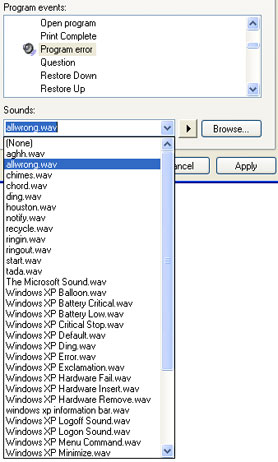 Program events:
Open program
Print Complete
Program error
Question
Restore Down
Restore Up
Sounds:
allwrong.wav
Browse...
(None)
aghh.wav
allwrong.wav
chimes.wav
chord.wav
ding.wav
houston.wav
notify.wav
recycle.wav
ringin.wav
ringout.wav
start.wav
tada.wav
The Microsoft Sound.wav
Windows XP Balloon.wav
Windows XP Battery Critical.wav
Windows XP Battery Low.wav
Windows XP Critical Stop.wav
Windows XP Default.wav
Windows XP Ding.wav
Windows XP Error.wav
Windows XP Exclamation.wav
Windows XP Hardware Fail.wav
Windows XP Hardware Insert.wav
Windows XP Hardware Remove.wav
windows xp information bar.wav
Windows XP Logoff Sound.wav
Windows XP Logon Sound.wav
Windows XP Menu Command.wav
Windows XP Minimize.wav
ancel
Apply